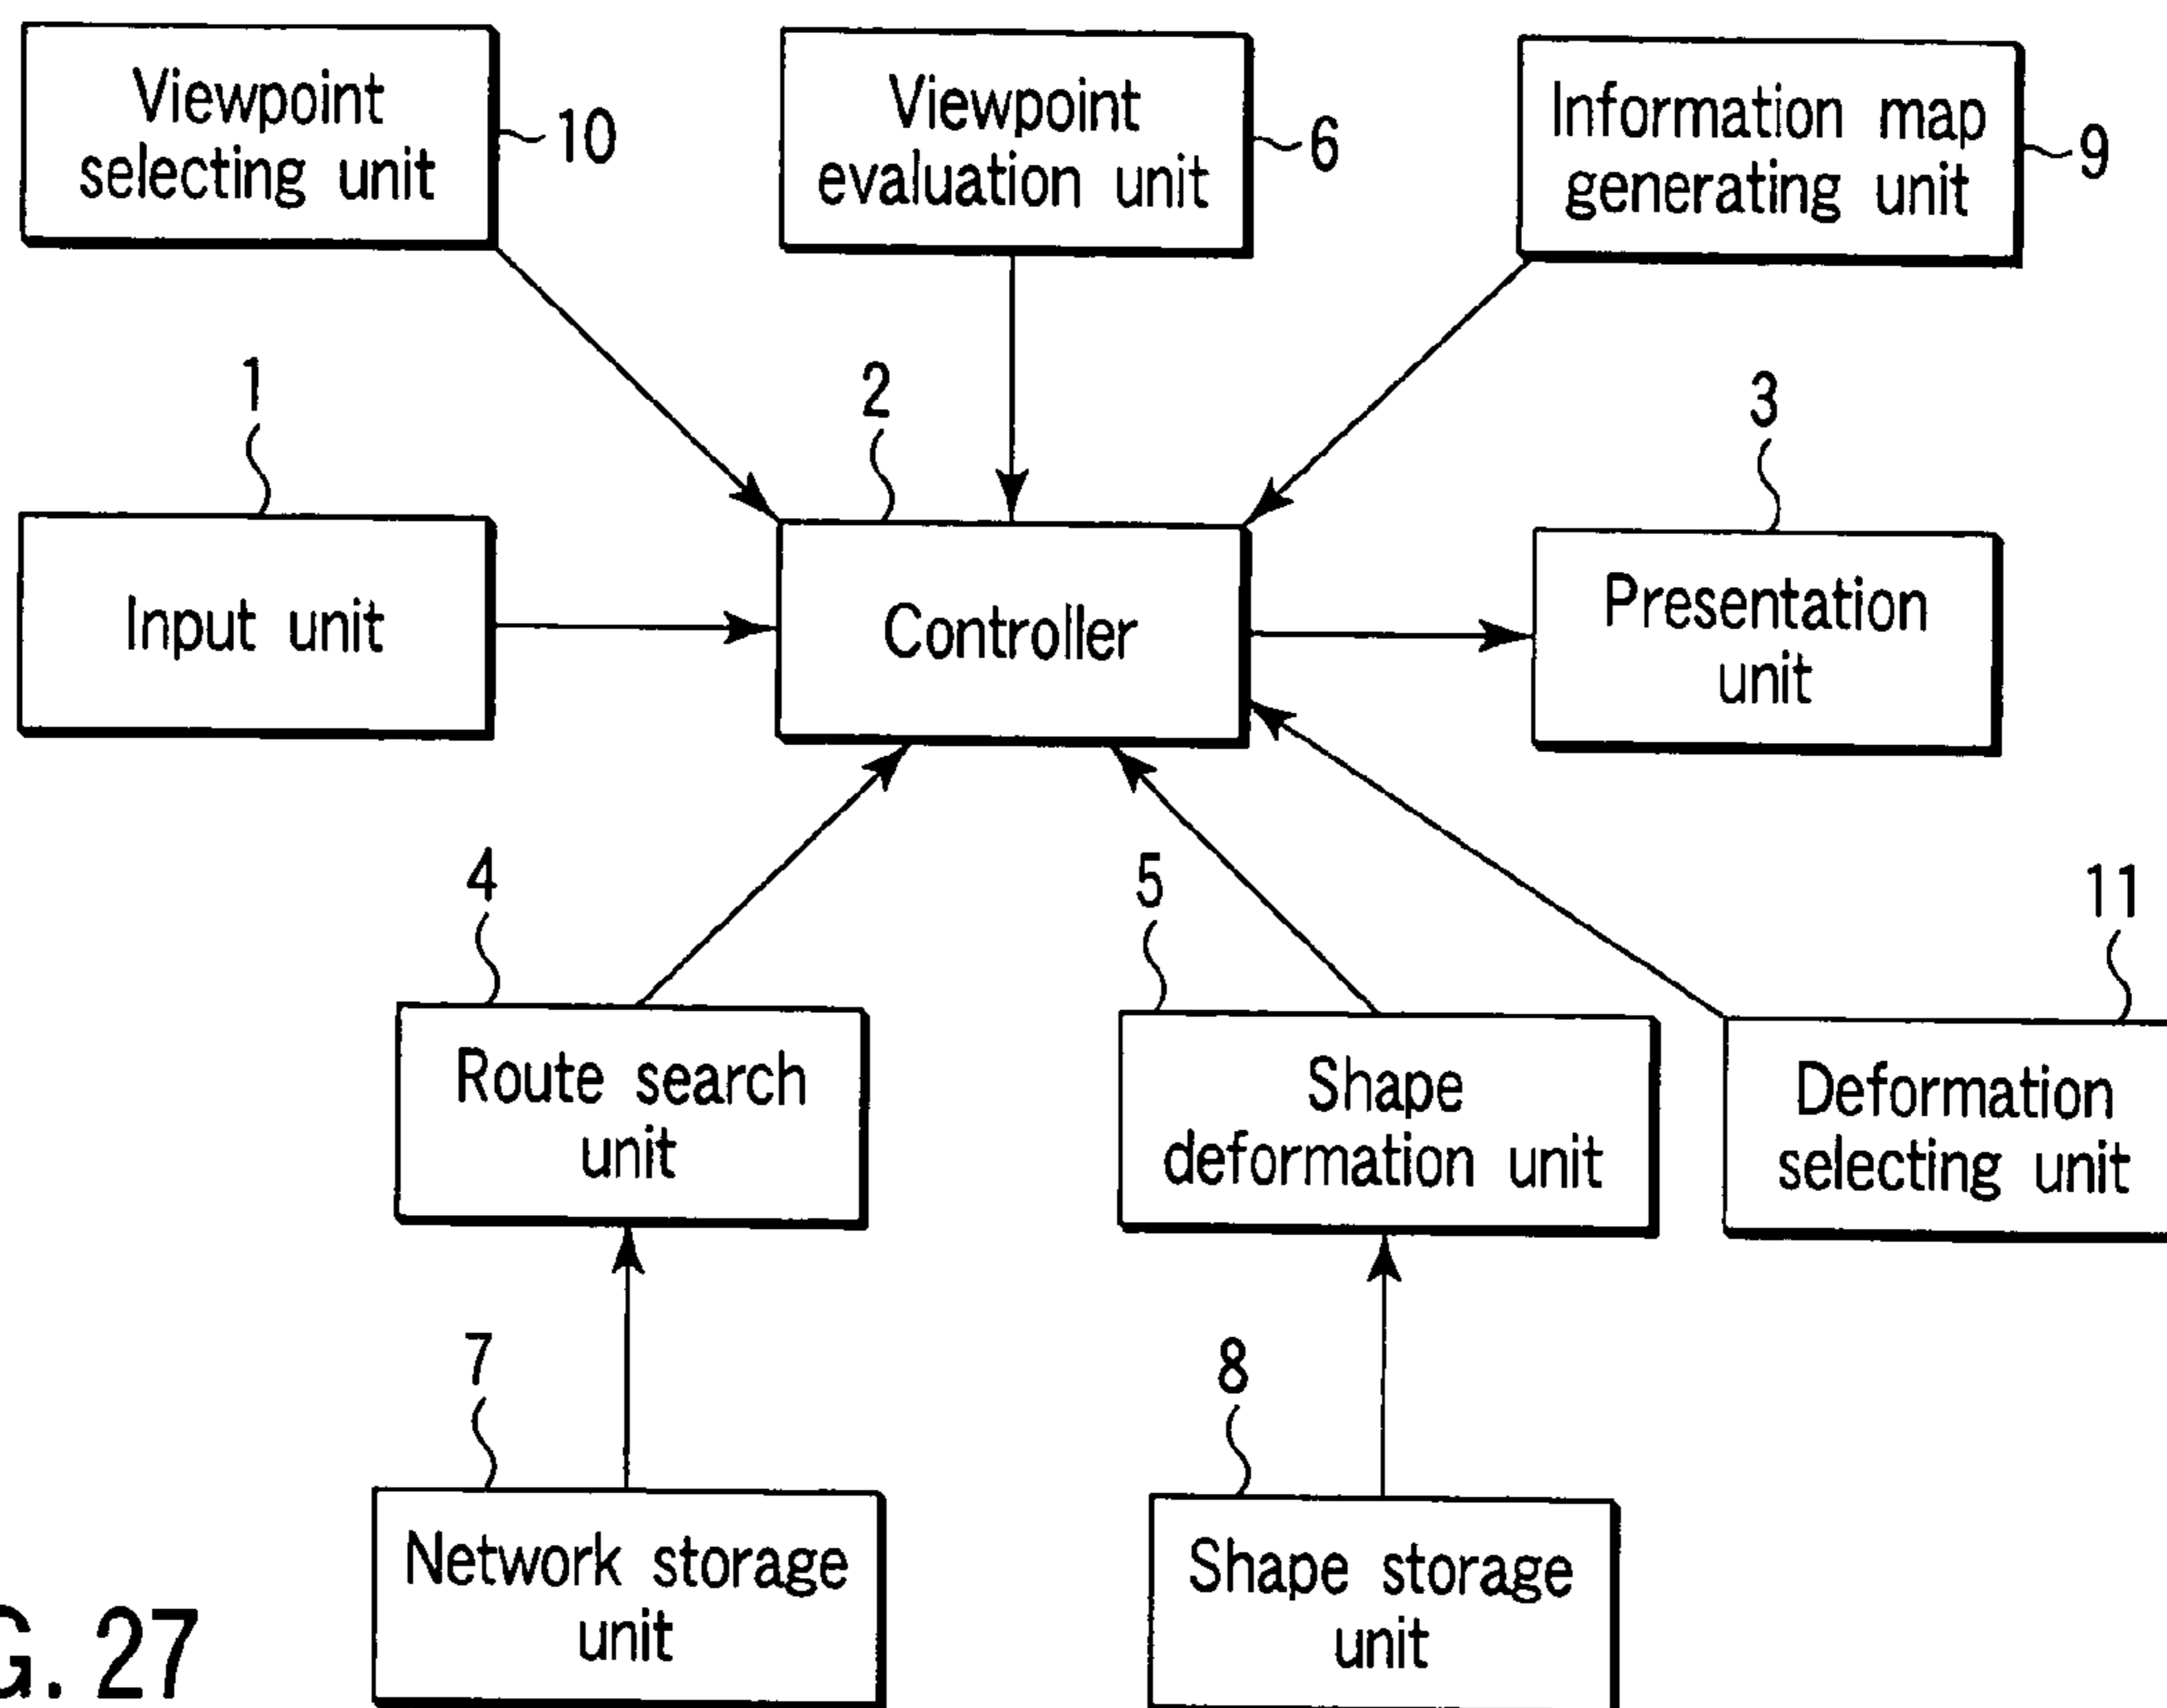 Viewpoint
selecting unit
10
Viewpoint
evaluation unit
6
Information map
generating unit
9
1
Input unit
2
Controller
3
Presentation
unit
4
Route search
unit
5
Shape
deformation unit
11
Deformation
selecting unit
7
Network storage
unit
8
Shape storage
unit
G. 27